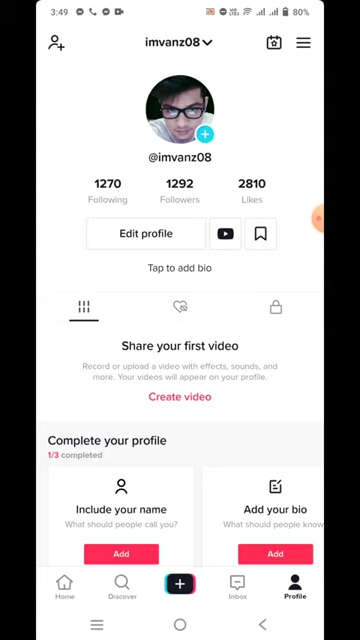 3:49
80%
imvanz08
@imvanz08
1270 1292 2810
Following Followers Likes
Edit profile
Tap to add bio
Share your first video
Record or upload a video with effects, sounds, and
more. Your videos will appear on your profile.
Create video
Complete your profile
1/3 completed
Include your name
What should people call you?
Add
Add your bio
What should people know
Add
Home Discover Inbox Profile